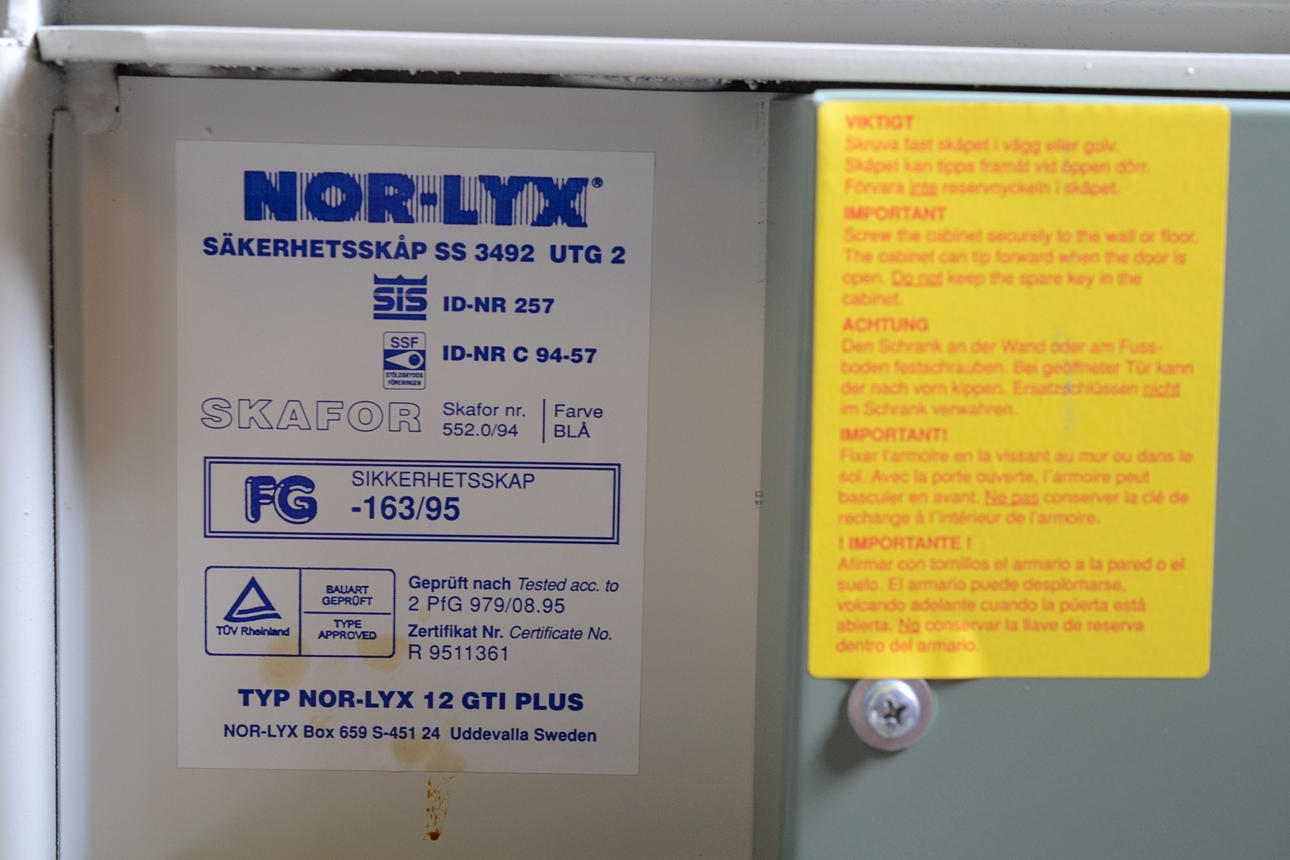 NOR-LYX®
SÄKERHETSSKÅP SS 3492 UTG 2
SIS ID-NR 257
SSF
STÖLDSKYDDS
FÖRENINGEN
ID-NR C 94-57
SKAFOR
Skafor nr.
552.0/94
Farve
BLÅ
FG
SIKKERHETSSKAP
-163/95
TÜV Rheinland
BAUART
GEPRÜFT
TYPE
APPROVED
Geprüft nach Tested acc. to
2 PfG 979/08.95
Zertifikat Nr. Certificate No.
R 9511361
TYP NOR-LYX 12 GTI PLUS
NOR-LYX Box 659 S-451 24 Uddevalla Sweden
VIKTIGT
Skruva fast skåpet i vägg eller golv.
Skåpet kan tippa framåt vid öppen dörr.
Förvara inte reservnyckeln i skåpet.
IMPORTANT
Screw the cabinet securely to the wall or floor.
The cabinet can tip forward when the door is
open. Do not keep the spare key in the
cabinet.
ACHTUNG
Den Schrank an der Wand oder am Fuss-
boden festschrauben. Bei geöffneter Tür kann
der nach vorn kippen. Ersatzschlüssen nicht
im Schrank verwahren.
IMPORTANT!
Fixer l'armoire en la vissant au mur ou dans le
sol. Avec la porte ouverte, l'armoire peut
basculer en avant. Ne pas conserver la clé de
rechange à l'intérieur de l'armoire.
! IMPORTANTE !
Afirmar con tornillos el armario a la pared o el
suelo. El armario puede desplomarse,
volcando adelante cuando la púerta está
abierta. No conservar la llave de reserva
dentro del armario.